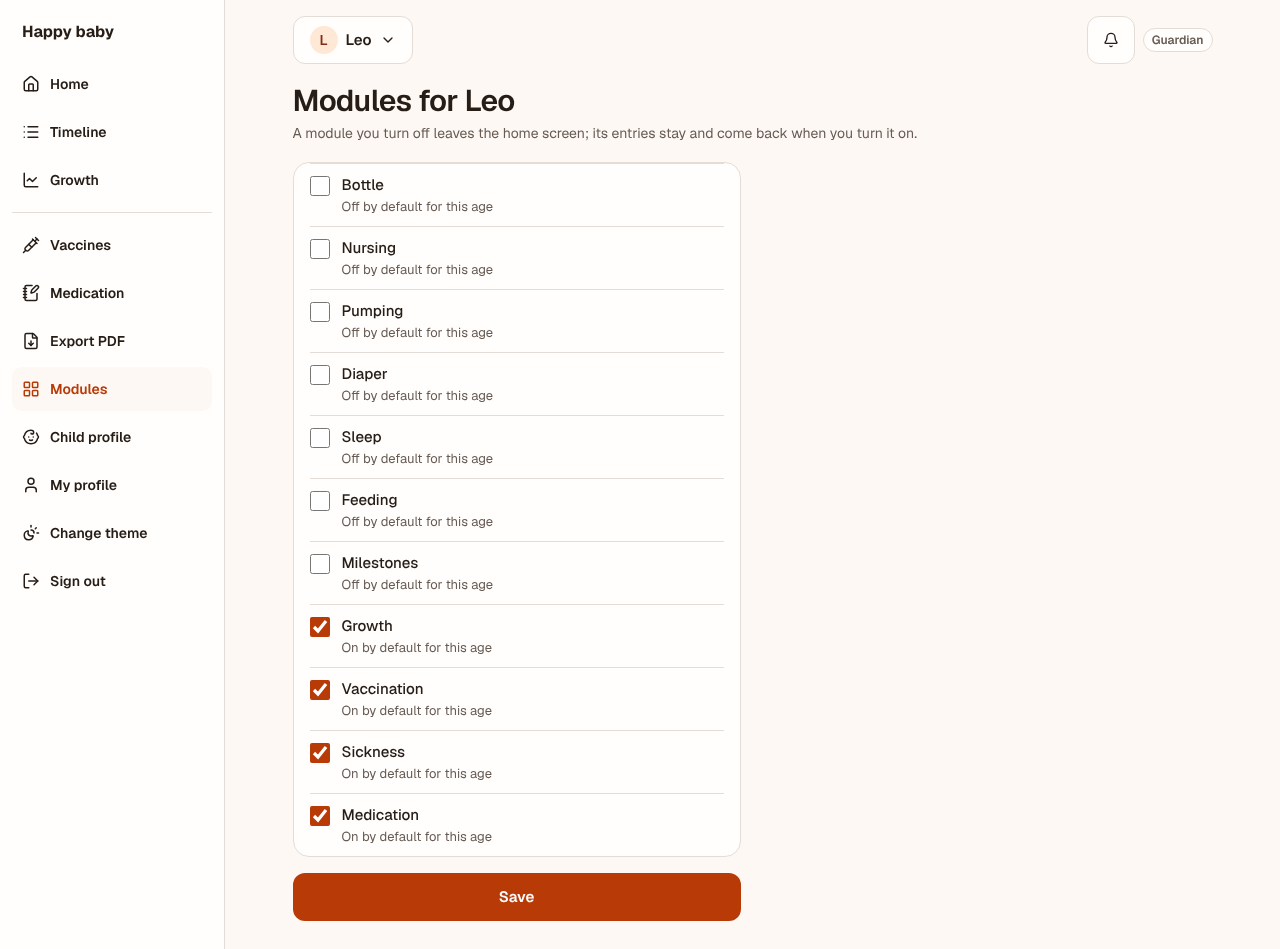 Happy baby
Home
Timeline
Growth
Vaccines
Medication
Export PDF
Modules
Child profile
My profile
Change theme
Sign out
L Leo
Guardian
Modules for Leo
A module you turn off leaves the home screen; its entries stay and come back when you turn it on.
Bottle
Off by default for this age
Nursing
Off by default for this age
Pumping
Off by default for this age
Diaper
Off by default for this age
Sleep
Off by default for this age
Feeding
Off by default for this age
Milestones
Off by default for this age
Growth
On by default for this age
Vaccination
On by default for this age
Sickness
On by default for this age
Medication
On by default for this age
Save